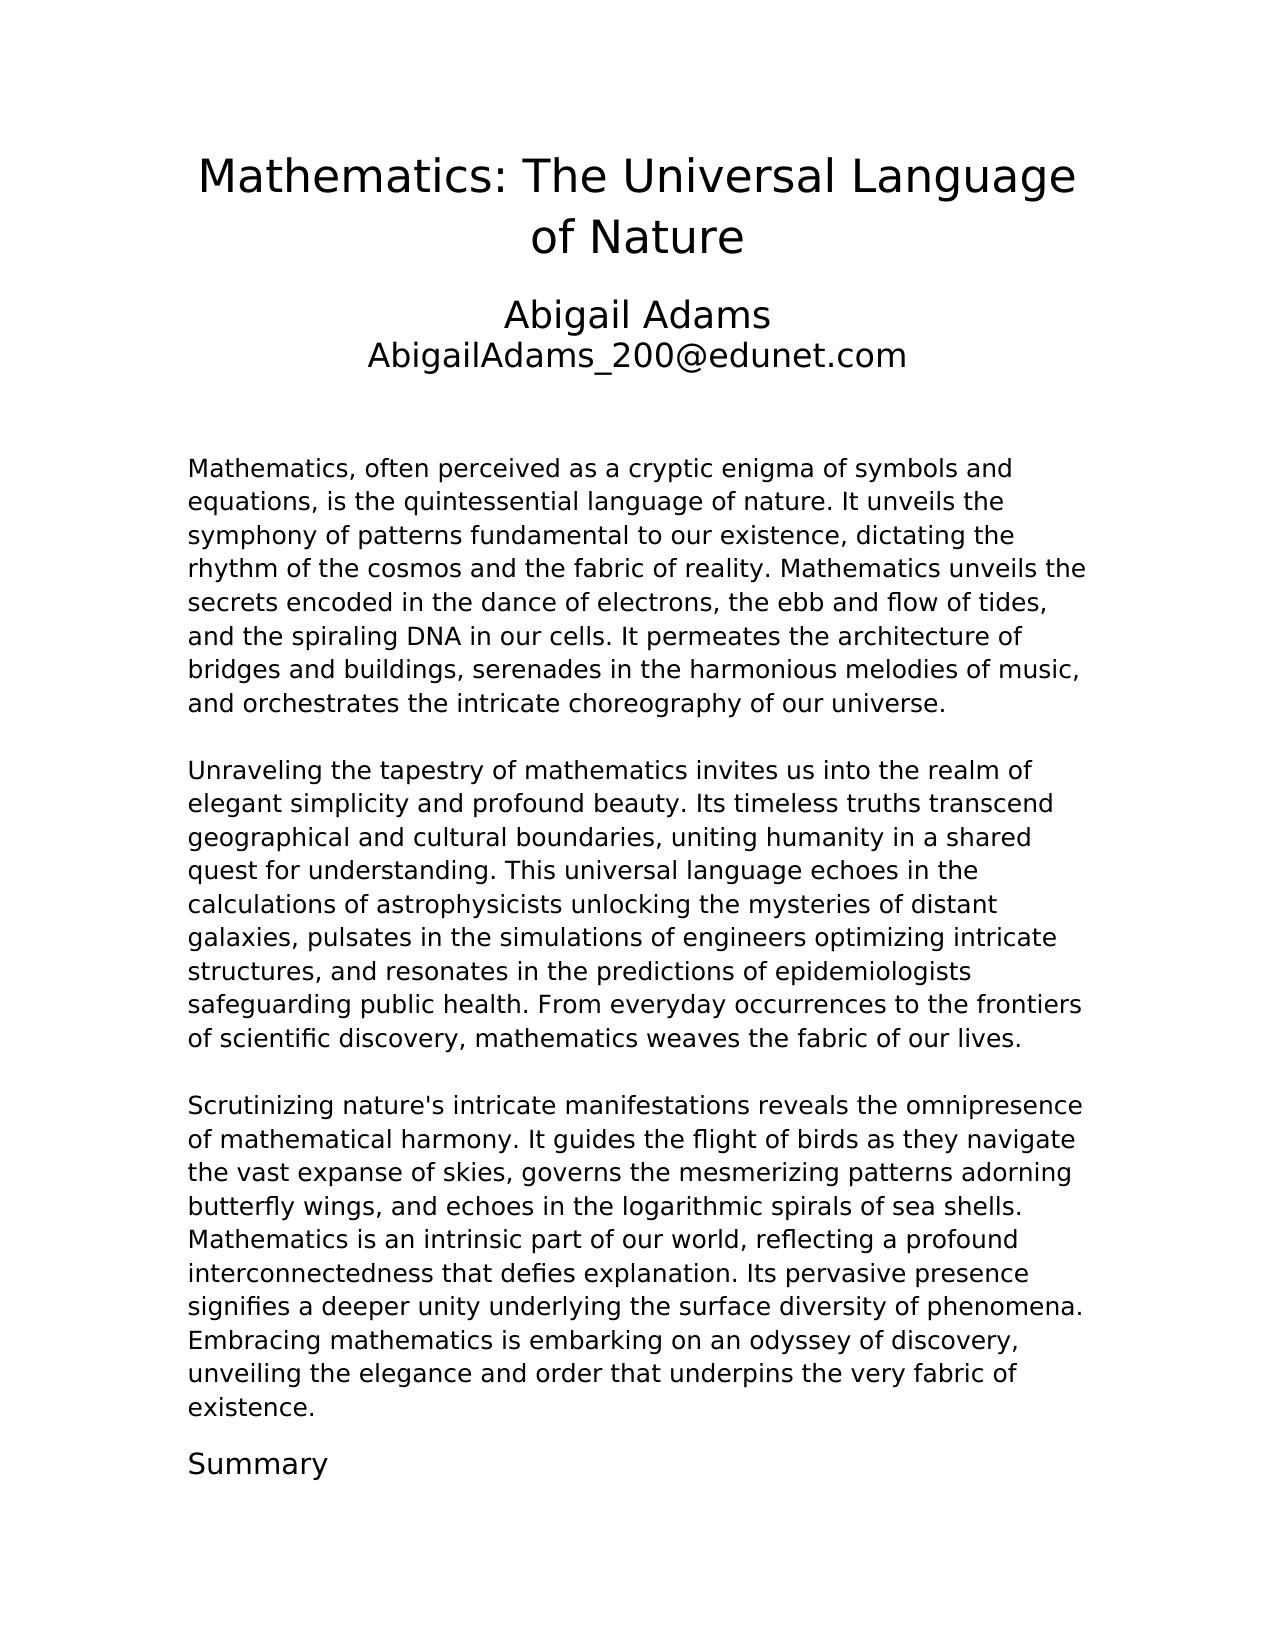 Mathematics: The Universal Language
of Nature
Abigail Adams
AbigailAdams_200@edunet.com
Mathematics, often perceived as a cryptic enigma of symbols and
equations, is the quintessential language of nature. It unveils the
symphony of patterns fundamental to our existence, dictating the
rhythm of the cosmos and the fabric of reality. Mathematics unveils the
secrets encoded in the dance of electrons, the ebb and flow of tides,
and the spiraling DNA in our cells. It permeates the architecture of
bridges and buildings, serenades in the harmonious melodies of music,
and orchestrates the intricate choreography of our universe.
Unraveling the tapestry of mathematics invites us into the realm of
elegant simplicity and profound beauty. Its timeless truths transcend
geographical and cultural boundaries, uniting humanity in a shared
quest for understanding. This universal language echoes in the
calculations of astrophysicists unlocking the mysteries of distant
galaxies, pulsates in the simulations of engineers optimizing intricate
structures, and resonates in the predictions of epidemiologists
safeguarding public health. From everyday occurrences to the frontiers
of scientific discovery, mathematics weaves the fabric of our lives.
Scrutinizing nature's intricate manifestations reveals the omnipresence
of mathematical harmony. It guides the flight of birds as they navigate
the vast expanse of skies, governs the mesmerizing patterns adorning
butterfly wings, and echoes in the logarithmic spirals of sea shells.
Mathematics is an intrinsic part of our world, reflecting a profound
interconnectedness that defies explanation. Its pervasive presence
signifies a deeper unity underlying the surface diversity of phenomena.
Embracing mathematics is embarking on an odyssey of discovery,
unveiling the elegance and order that underpins the very fabric of
existence.
Summary